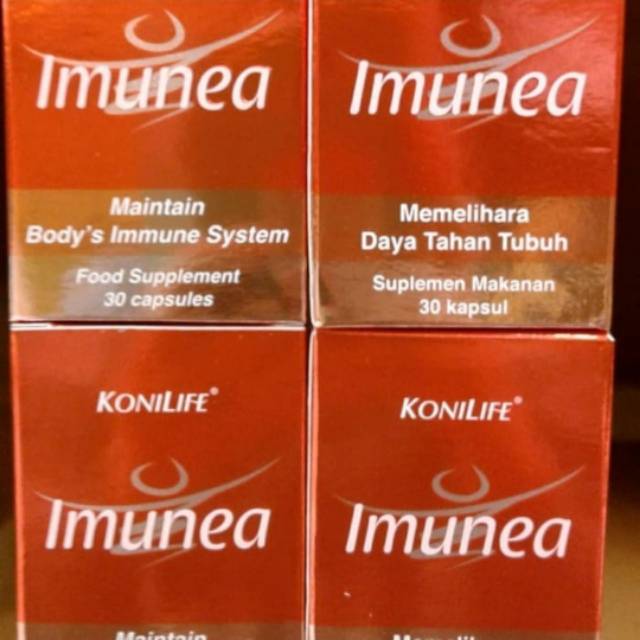 Imunea
Maintain
Body's Immune System
Food Supplement
30 capsules
Imunea
Memelihara
Daya Tahan Tubuh
Suplemen Makanan
30 kapsul
KONILIFE®
Imunea
Maintain
KONILIFE®
Imunea